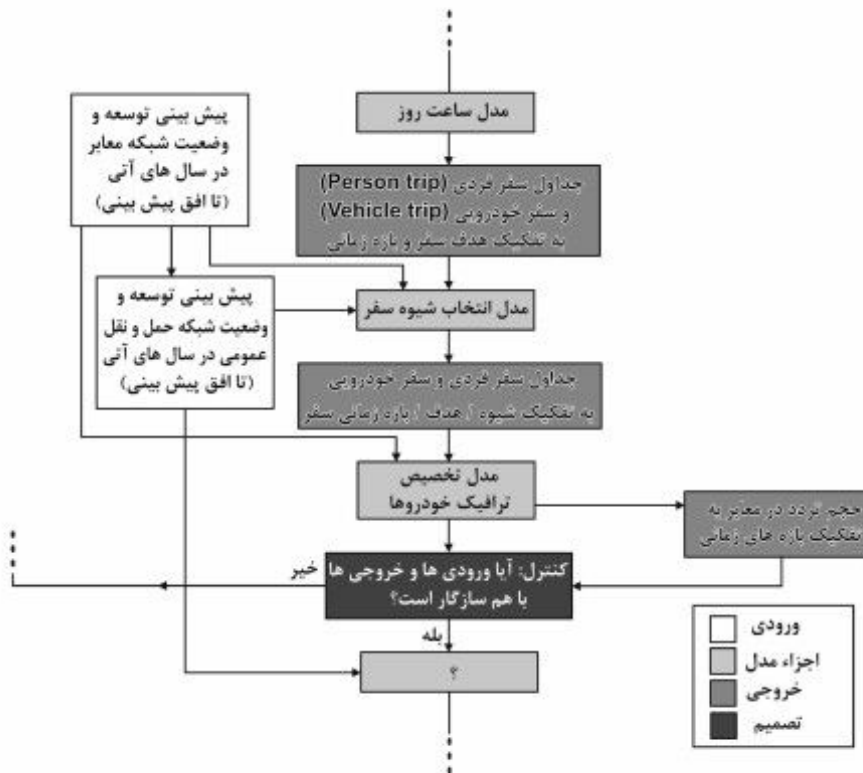 مدل ساعت روز
پیش بینی توسعه و
وضعیت شبکه معابر
در سال های آتی
(تا افق پیش بینی)
جداول سفر فردی (Person trip)
و سفر خودرویی (Vehicle trip)
به تفکیک هدف سفر و بازه زمانی
پیش بینی توسعه و
وضعیت شبکه حمل و نقل
عمومی در سال های آتی
(تا افق پیش بینی)
مدل انتخاب شیوه سفر
جداول سفر فردی و سفر خودرویی
به تفکیک شیوه / هدف / بازه زمانی سفر
مدل تخصیص
ترافیک خودروها
حجم تردد در معابر به
تفکیک بازه های زمانی
کنترل: آیا ورودی ها و خروجی ها
با هم سازگار است؟
خیر
بله
؟
ورودی
اجزاء مدل
خروجی
تصمیم